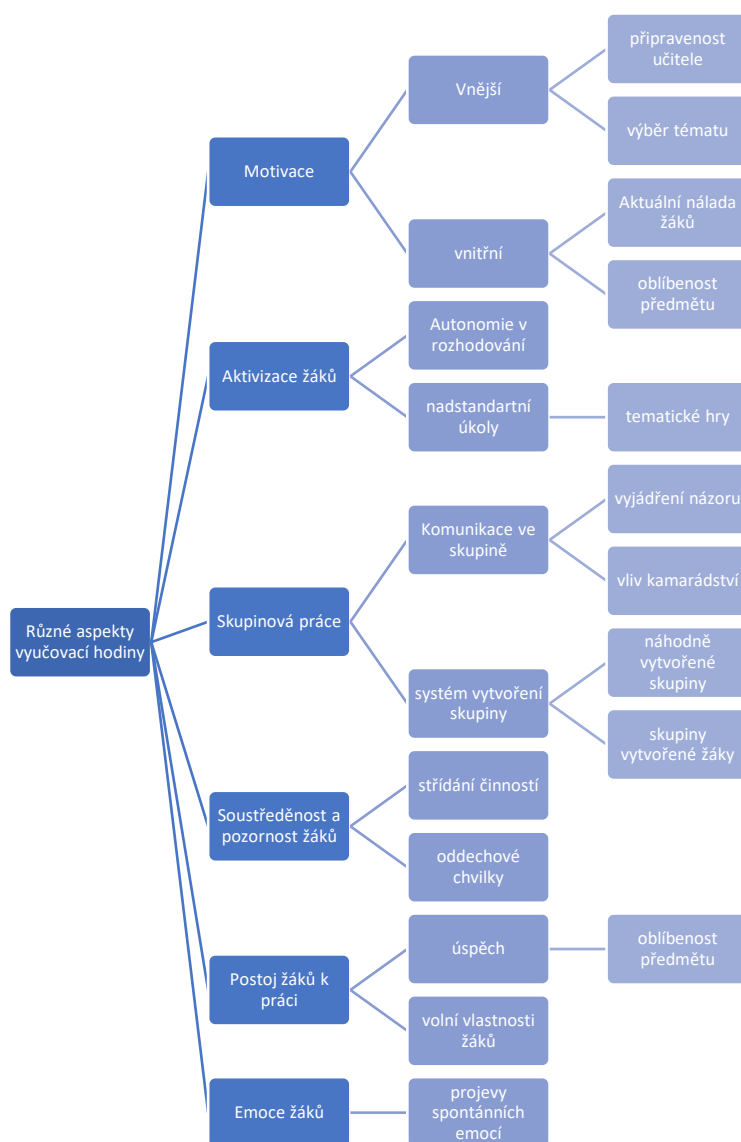 připravenost
učitele
Vnější
výběr tématu
Motivace
Aktuální nálada
žáků
vnitřní
oblíbenost
předmětu
Autonomie v
rozhodování
Aktivizace žáků
nadstandartní
úkoly
tematické hry
vyjádření názoru
Komunikace ve
skupině
vliv kamarádství
Různé aspekty
vyučovací hodiny
Skupinová práce
náhodně
vytvořené
skupiny
systém vytvoření
skupiny
skupiny
vytvořené žáky
střídání činností
Soustředěnost a
pozornost žáků
oddechové
chvilky
úspěch
oblíbenost
předmětu
Postoj žáků k
práci
volní vlastnosti
žáků
Emoce žáků
projevy
spontánních
emocí